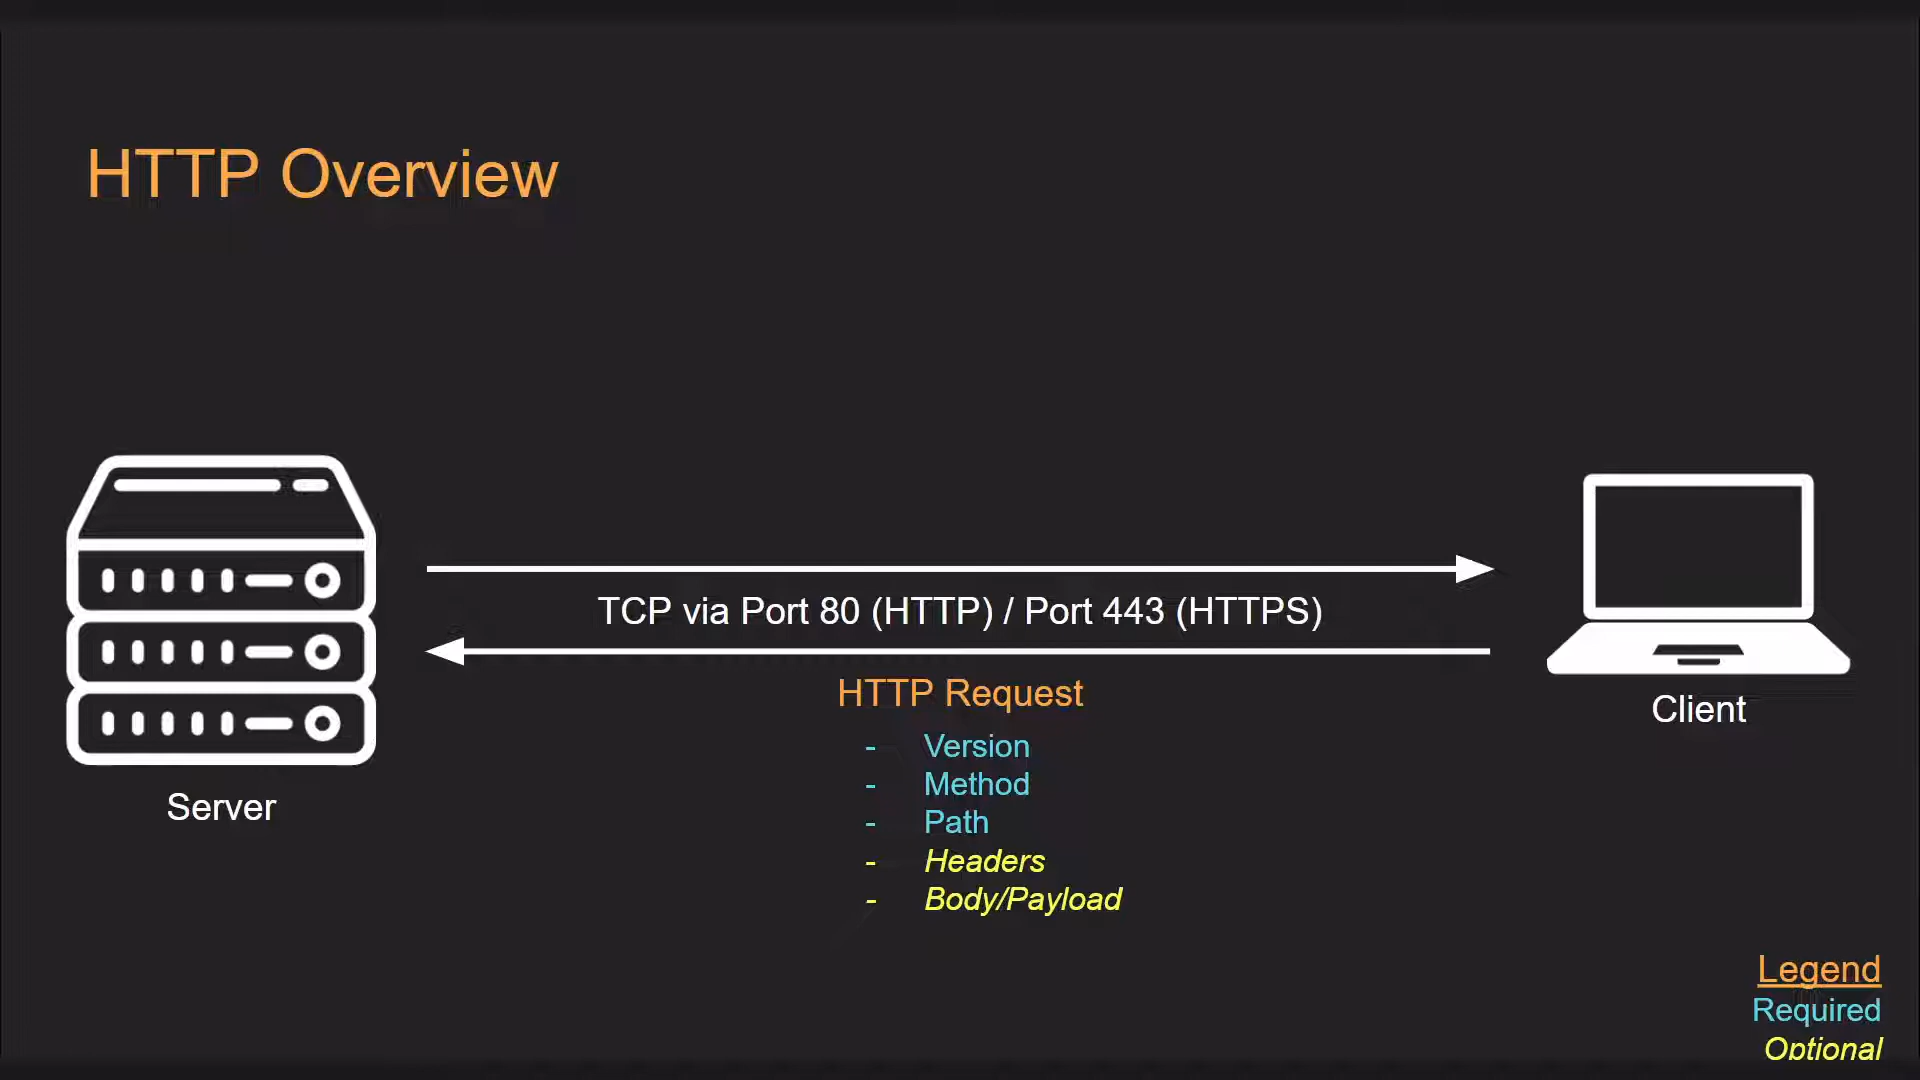 HTTP Overview
TCP via Port 80 (HTTP) / Port 443 (HTTPS)
HTTP Request
- Version
- Method
- Path
- Headers
- Body/Payload
Server
Client
Legend
Required
Optional